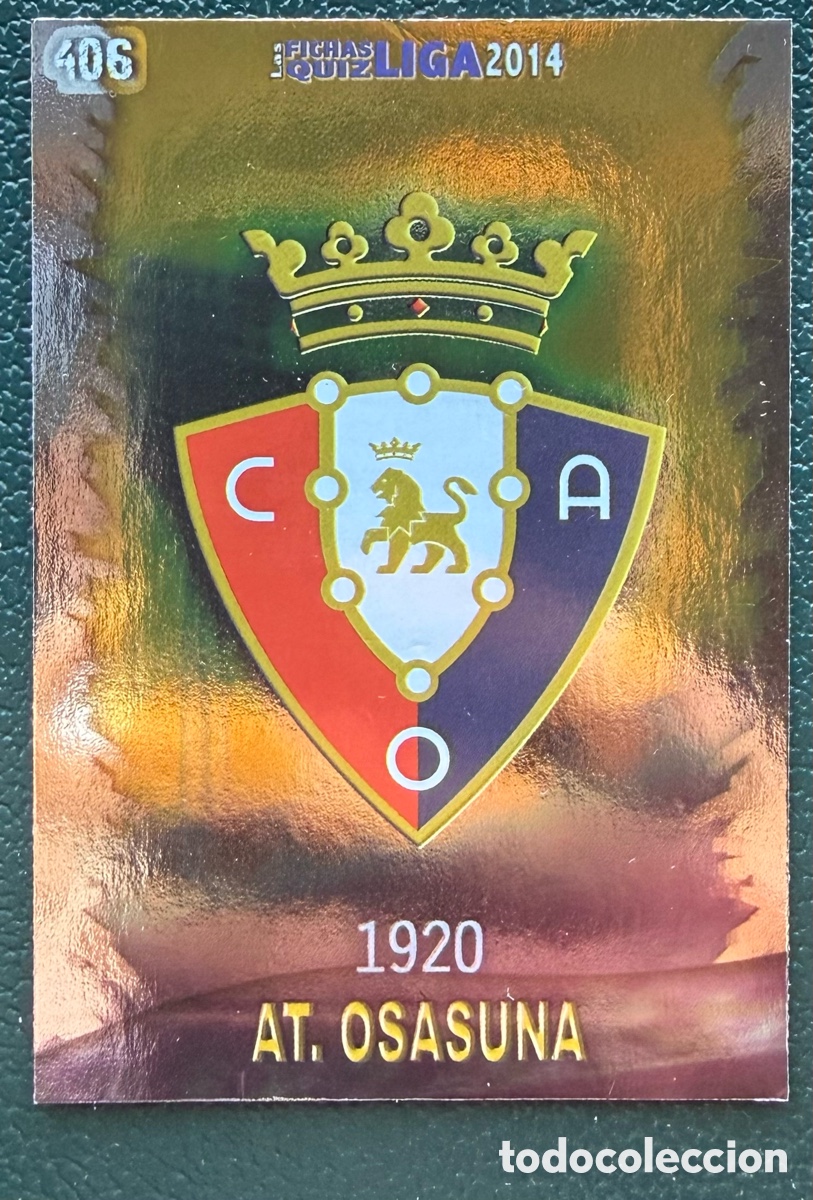 406
Las FICHAS QUIZ LIGA 2014
C A
O
1920
AT. OSASUNA
todocoleccion